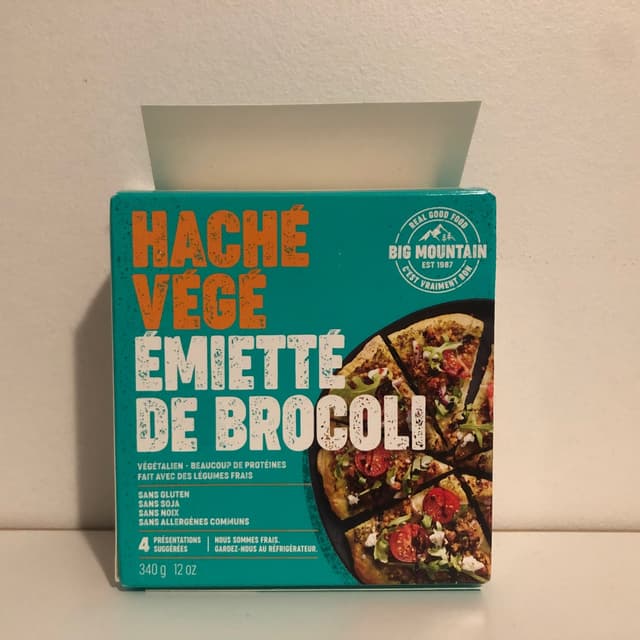 HACHÉ
VÉGÉ
ÉMIETTÉ
DE BROCOLI
REAL GOOD FOOD
BIG MOUNTAIN
EST 1987
C'EST VRAIMENT BON
VÉGÉTALIEN - BEAUCOUP DE PROTÉINES
FAIT AVEC DES LÉGUMES FRAIS
SANS GLUTEN
SANS SOJA
SANS NOIX
SANS ALLERGÈNES COMMUNS
4 PRÉSENTATIONS
SUGGÉRÉES
NOUS SOMMES FRAIS.
GARDEZ-NOUS AU RÉFRIGÉRATEUR.
340 g 12 oz